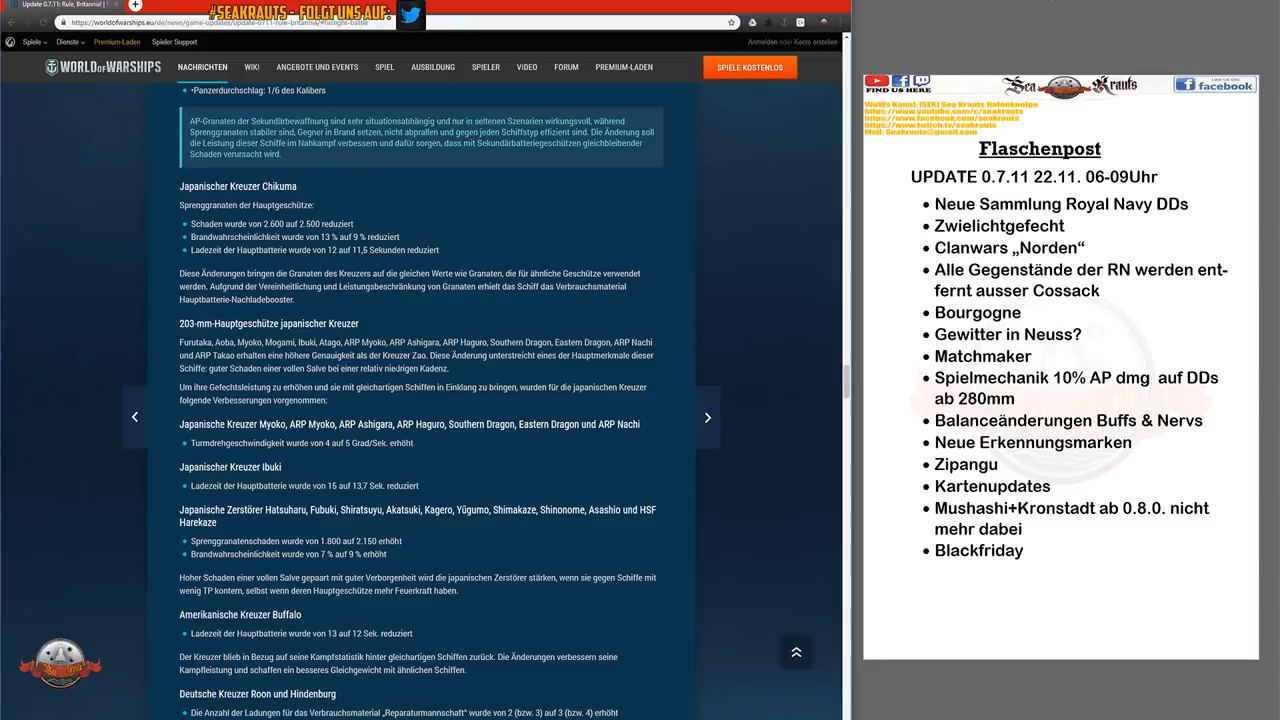 Update 0.7.11: Rule, Britannia! |
#SEAKRAUTS - FOLGT UNS AUF:
https://worldofwarships.eu/de/news/game-updates/update-0711-rule-britannia/#twilight-battle
Spiele Dienste Premium-Laden Spieler Support
Anmelden oder Konto erstellen
WORLD OF WARSHIPS
NACHRICHTEN WIKI ANGEBOTE UND EVENTS SPIEL AUSBILDUNG SPIELER VIDEO FORUM PREMIUM-LADEN
SPIELE KOSTENLOS
•Panzerdurchschlag: 1/6 des Kalibers
AP-Granaten der Sekundärbewaffnung sind sehr situationsabhängig und nur in seltenen Szenarien wirkungsvoll, während
Sprenggranaten stabiler sind, Gegner in Brand setzen, nicht abprallen und gegen jeden Schiffstyp effizient sind. Die Änderung soll
die Leistung dieser Schiffe im Nahkampf verbessern und dafür sorgen, dass mit Sekundärbatteriegeschützen gleichbleibender
Schaden verursacht wird.
Japanischer Kreuzer Chikuma
Sprenggranaten der Hauptgeschütze:
Schaden wurde von 2.600 auf 2.500 reduziert
Brandwahrscheinlichkeit wurde von 13 % auf 9 % reduziert
Ladezeit der Hauptbatterie wurde von 12 auf 11,5 Sekunden reduziert
Diese Änderungen bringen die Granaten des Kreuzers auf die gleichen Werte wie Granaten, die für ähnliche Geschütze verwendet
werden. Aufgrund der Vereinheitlichung und Leistungsbeschränkung von Granaten erhielt das Schiff das Verbrauchsmaterial
Hauptbatterie-Nachladebooster.
203-mm-Hauptgeschütze japanischer Kreuzer
Furutaka, Aoba, Myoko, Mogami, Ibuki, Atago, ARP Myoko, ARP Ashigara, ARP Haguro, Southern Dragon, Eastern Dragon, ARP Nachi
und ARP Takao erhalten eine höhere Genauigkeit als der Kreuzer Zao. Diese Änderung unterstreicht eines der Hauptmerkmale dieser
Schiffe: guter Schaden einer vollen Salve bei einer relativ niedrigen Kadenz.
Um ihre Gefechtsleistung zu erhöhen und sie mit gleichartigen Schiffen in Einklang zu bringen, wurden für die japanischen Kreuzer
folgende Verbesserungen vorgenommen:
Japanische Kreuzer Myoko, ARP Myoko, ARP Ashigara, ARP Haguro, Southern Dragon, Eastern Dragon und ARP Nachi
Turmdrehgeschwindigkeit wurde von 4 auf 5 Grad/Sek. erhöht
Japanischer Kreuzer Ibuki
Ladezeit der Hauptbatterie wurde von 15 auf 13,7 Sek. reduziert
Japanische Zerstörer Hatsuharu, Fubuki, Shiratsuyu, Akatsuki, Kagero, Yūgumo, Shimakaze, Shinonome, Asashio und HSF
Harekaze
Sprenggranatenschaden wurde von 1.800 auf 2.150 erhöht
Brandwahrscheinlichkeit wurde von 7 % auf 9 % erhöht
Hoher Schaden einer vollen Salve gepaart mit guter Verborgenheit wird die japanischen Zerstörer stärken, wenn sie gegen Schiffe mit
wenig TP kontern, selbst wenn deren Hauptgeschütze mehr Feuerkraft haben.
Amerikanische Kreuzer Buffalo
Ladezeit der Hauptbatterie wurde von 13 auf 12 Sek. reduziert
Der Kreuzer blieb in Bezug auf seine Kampfstatistik hinter gleichartigen Schiffen zurück. Die Änderungen verbessern seine
Kampfleistung und schaffen ein besseres Gleichgewicht mit ähnlichen Schiffen.
Deutsche Kreuzer Roon und Hindenburg
Die Anzahl der Ladungen für das Verbrauchsmaterial „Reparaturmannschaft" wurde von 2 (bzw. 3) auf 3 (bzw. 4) erhöht
FIND US HERE
Sea Krauts
LIKE US ON
facebook
WoWs Kanal: [SEK] Sea Krauts Hafenkneipe
https://www.youtube.com/c/seakrauts
https://www.facebook.com/seakrauts
https://www.twitch.tv/seakrauts
Mail: Seakrauts@gmail.com
Flaschenpost
UPDATE 0.7.11 22.11. 06-09Uhr
• Neue Sammlung Royal Navy DDs
• Zwielichtgefecht
• Clanwars „Norden“
• Alle Gegenstände der RN werden ent-
fernt ausser Cossack
• Bourgogne
• Gewitter in Neuss?
• Matchmaker
• Spielmechanik 10% AP dmg auf DDs
ab 280mm
• Balanceänderungen Buffs & Nervs
• Neue Erkennungsmarken
• Zipangu
• Kartenupdates
• Mushashi+Kronstadt ab 0.8.0. nicht
mehr dabei
• Blackfriday